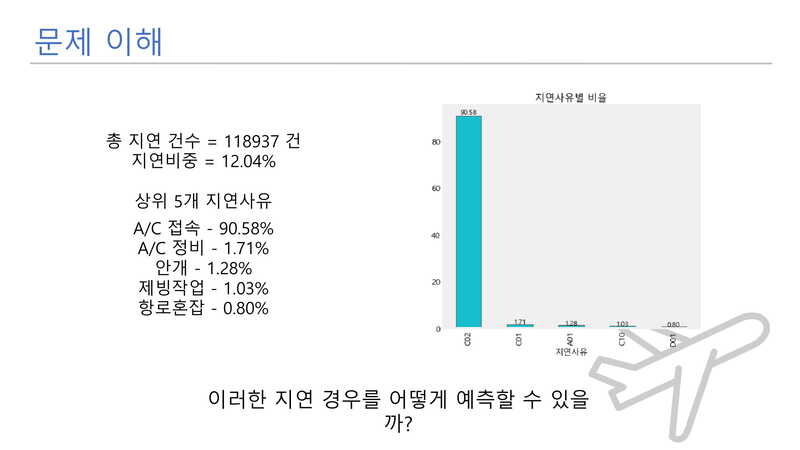 문제 이해
총 지연 건수 = 118937 건
지연비중 = 12.04%
상위 5개 지연사유
A/C 접속 - 90.58%
A/C 정비 - 1.71%
안개 - 1.28%
제빙작업 - 1.03%
항로혼잡 - 0.80%
지연사유별 비율
90.58
80
60
40
20
0
1.71
1.28
1.03
0.80
C02
C01
A01
C10
D01
지연사유
이러한 지연 경우를 어떻게 예측할 수 있을
까?